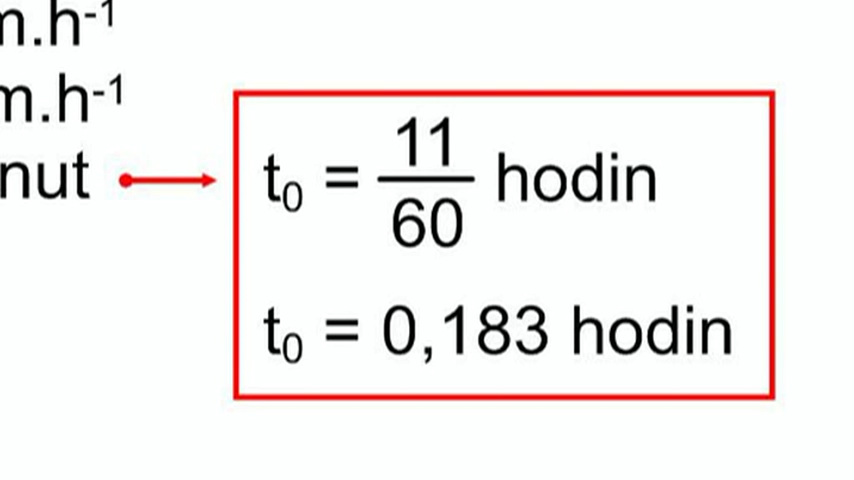 m.h⁻¹
m.h⁻¹
nut
t₀ = 11/60 hodin
t₀ = 0,183 hodin